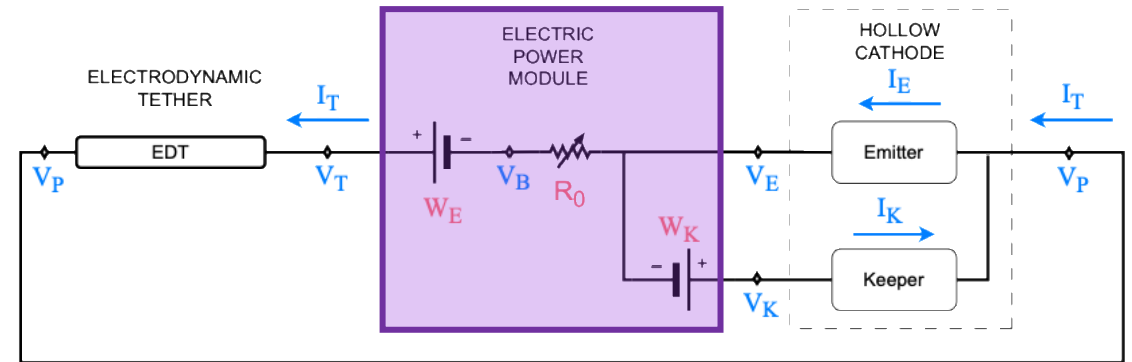 ELECTRIC
POWER
MODULE
HOLLOW
CATHODE
ELECTRODYNAMIC
TETHER
I_T
I_E
I_T
+
−
EDT
Emitter
V_P
V_T
V_B
R_0
V_E
V_P
W_E
W_K
I_K
−
+
Keeper
V_K